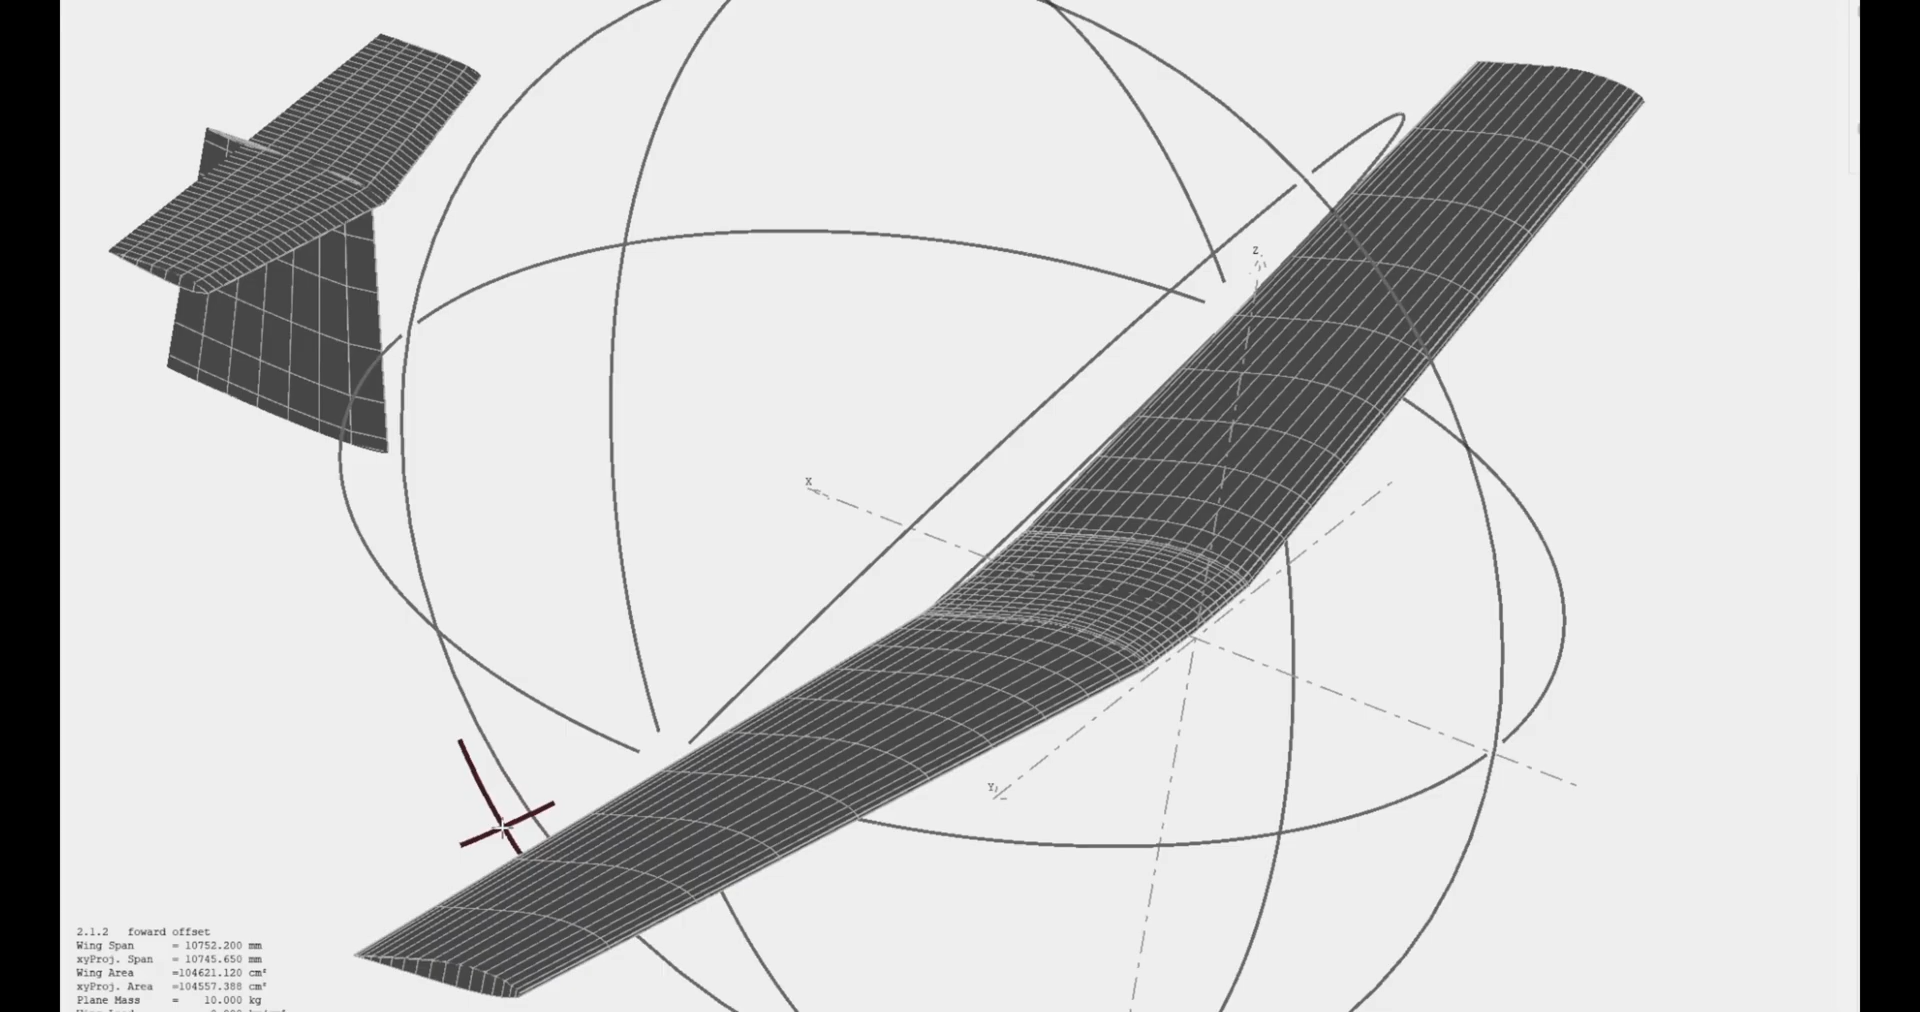 Z
X
Y
2.1.2 foward offset
Wing Span = 10752.200 mm
xyProj. Span = 10745.650 mm
Wing Area =104621.120 cm²
xyProj. Area =104557.388 cm²
Plane Mass = 10.000 kg